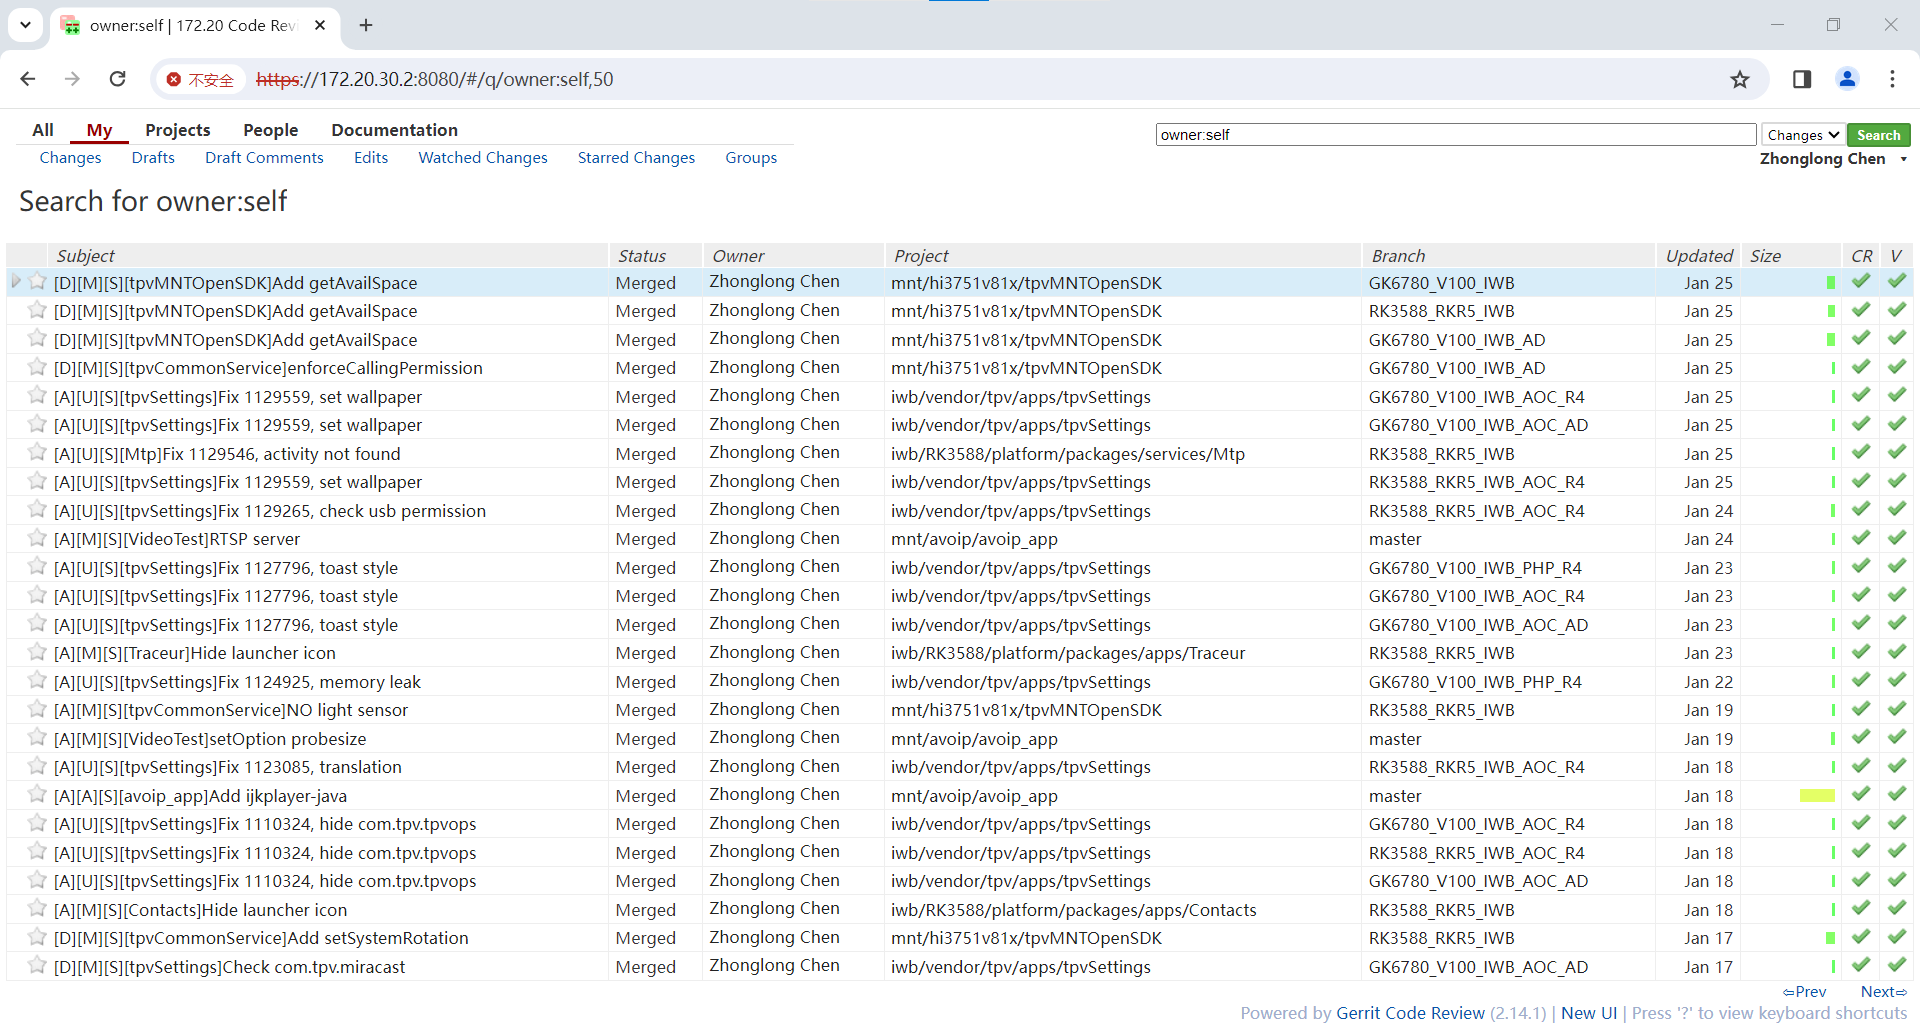 owner:self | 172.20 Code Revi
不安全 https://172.20.30.2:8080/#/q/owner:self,50
All My Projects People Documentation
owner:self Changes Search
Changes Drafts Draft Comments Edits Watched Changes Starred Changes Groups
Zhonglong Chen
Search for owner:self
Subject Status Owner Project Branch Updated Size CR V
[D][M][S][tpvMNTOpenSDK]Add getAvailSpace Merged Zhonglong Chen mnt/hi3751v81x/tpvMNTOpenSDK GK6780_V100_IWB Jan 25
[D][M][S][tpvMNTOpenSDK]Add getAvailSpace Merged Zhonglong Chen mnt/hi3751v81x/tpvMNTOpenSDK RK3588_RKR5_IWB Jan 25
[D][M][S][tpvMNTOpenSDK]Add getAvailSpace Merged Zhonglong Chen mnt/hi3751v81x/tpvMNTOpenSDK GK6780_V100_IWB_AD Jan 25
[D][M][S][tpvCommonService]enforceCallingPermission Merged Zhonglong Chen mnt/hi3751v81x/tpvMNTOpenSDK GK6780_V100_IWB_AD Jan 25
[A][U][S][tpvSettings]Fix 1129559, set wallpaper Merged Zhonglong Chen iwb/vendor/tpv/apps/tpvSettings GK6780_V100_IWB_AOC_R4 Jan 25
[A][U][S][tpvSettings]Fix 1129559, set wallpaper Merged Zhonglong Chen iwb/vendor/tpv/apps/tpvSettings GK6780_V100_IWB_AOC_AD Jan 25
[A][U][S][Mtp]Fix 1129546, activity not found Merged Zhonglong Chen iwb/RK3588/platform/packages/services/Mtp RK3588_RKR5_IWB Jan 25
[A][U][S][tpvSettings]Fix 1129559, set wallpaper Merged Zhonglong Chen iwb/vendor/tpv/apps/tpvSettings RK3588_RKR5_IWB_AOC_R4 Jan 25
[A][U][S][tpvSettings]Fix 1129265, check usb permission Merged Zhonglong Chen iwb/vendor/tpv/apps/tpvSettings RK3588_RKR5_IWB_AOC_R4 Jan 24
[A][M][S][VideoTest]RTSP server Merged Zhonglong Chen mnt/avoip/avoip_app master Jan 24
[A][U][S][tpvSettings]Fix 1127796, toast style Merged Zhonglong Chen iwb/vendor/tpv/apps/tpvSettings GK6780_V100_IWB_PHP_R4 Jan 23
[A][U][S][tpvSettings]Fix 1127796, toast style Merged Zhonglong Chen iwb/vendor/tpv/apps/tpvSettings GK6780_V100_IWB_AOC_R4 Jan 23
[A][U][S][tpvSettings]Fix 1127796, toast style Merged Zhonglong Chen iwb/vendor/tpv/apps/tpvSettings GK6780_V100_IWB_AOC_AD Jan 23
[A][M][S][Traceur]Hide launcher icon Merged Zhonglong Chen iwb/RK3588/platform/packages/apps/Traceur RK3588_RKR5_IWB Jan 23
[A][U][S][tpvSettings]Fix 1124925, memory leak Merged Zhonglong Chen iwb/vendor/tpv/apps/tpvSettings GK6780_V100_IWB_PHP_R4 Jan 22
[A][M][S][tpvCommonService]NO light sensor Merged Zhonglong Chen mnt/hi3751v81x/tpvMNTOpenSDK RK3588_RKR5_IWB Jan 19
[A][M][S][VideoTest]setOption probesize Merged Zhonglong Chen mnt/avoip/avoip_app master Jan 19
[A][U][S][tpvSettings]Fix 1123085, translation Merged Zhonglong Chen iwb/vendor/tpv/apps/tpvSettings RK3588_RKR5_IWB_AOC_R4 Jan 18
[A][A][S][avoip_app]Add ijkplayer-java Merged Zhonglong Chen mnt/avoip/avoip_app master Jan 18
[A][U][S][tpvSettings]Fix 1110324, hide com.tpv.tpvops Merged Zhonglong Chen iwb/vendor/tpv/apps/tpvSettings GK6780_V100_IWB_AOC_R4 Jan 18
[A][U][S][tpvSettings]Fix 1110324, hide com.tpv.tpvops Merged Zhonglong Chen iwb/vendor/tpv/apps/tpvSettings RK3588_RKR5_IWB_AOC_R4 Jan 18
[A][U][S][tpvSettings]Fix 1110324, hide com.tpv.tpvops Merged Zhonglong Chen iwb/vendor/tpv/apps/tpvSettings GK6780_V100_IWB_AOC_AD Jan 18
[A][M][S][Contacts]Hide launcher icon Merged Zhonglong Chen iwb/RK3588/platform/packages/apps/Contacts RK3588_RKR5_IWB Jan 18
[D][M][S][tpvCommonService]Add setSystemRotation Merged Zhonglong Chen mnt/hi3751v81x/tpvMNTOpenSDK RK3588_RKR5_IWB Jan 17
[D][M][S][tpvSettings]Check com.tpv.miracast Merged Zhonglong Chen iwb/vendor/tpv/apps/tpvSettings GK6780_V100_IWB_AOC_AD Jan 17
⇦Prev Next⇨
Powered by Gerrit Code Review (2.14.1) | New UI | Press '?' to view keyboard shortcuts